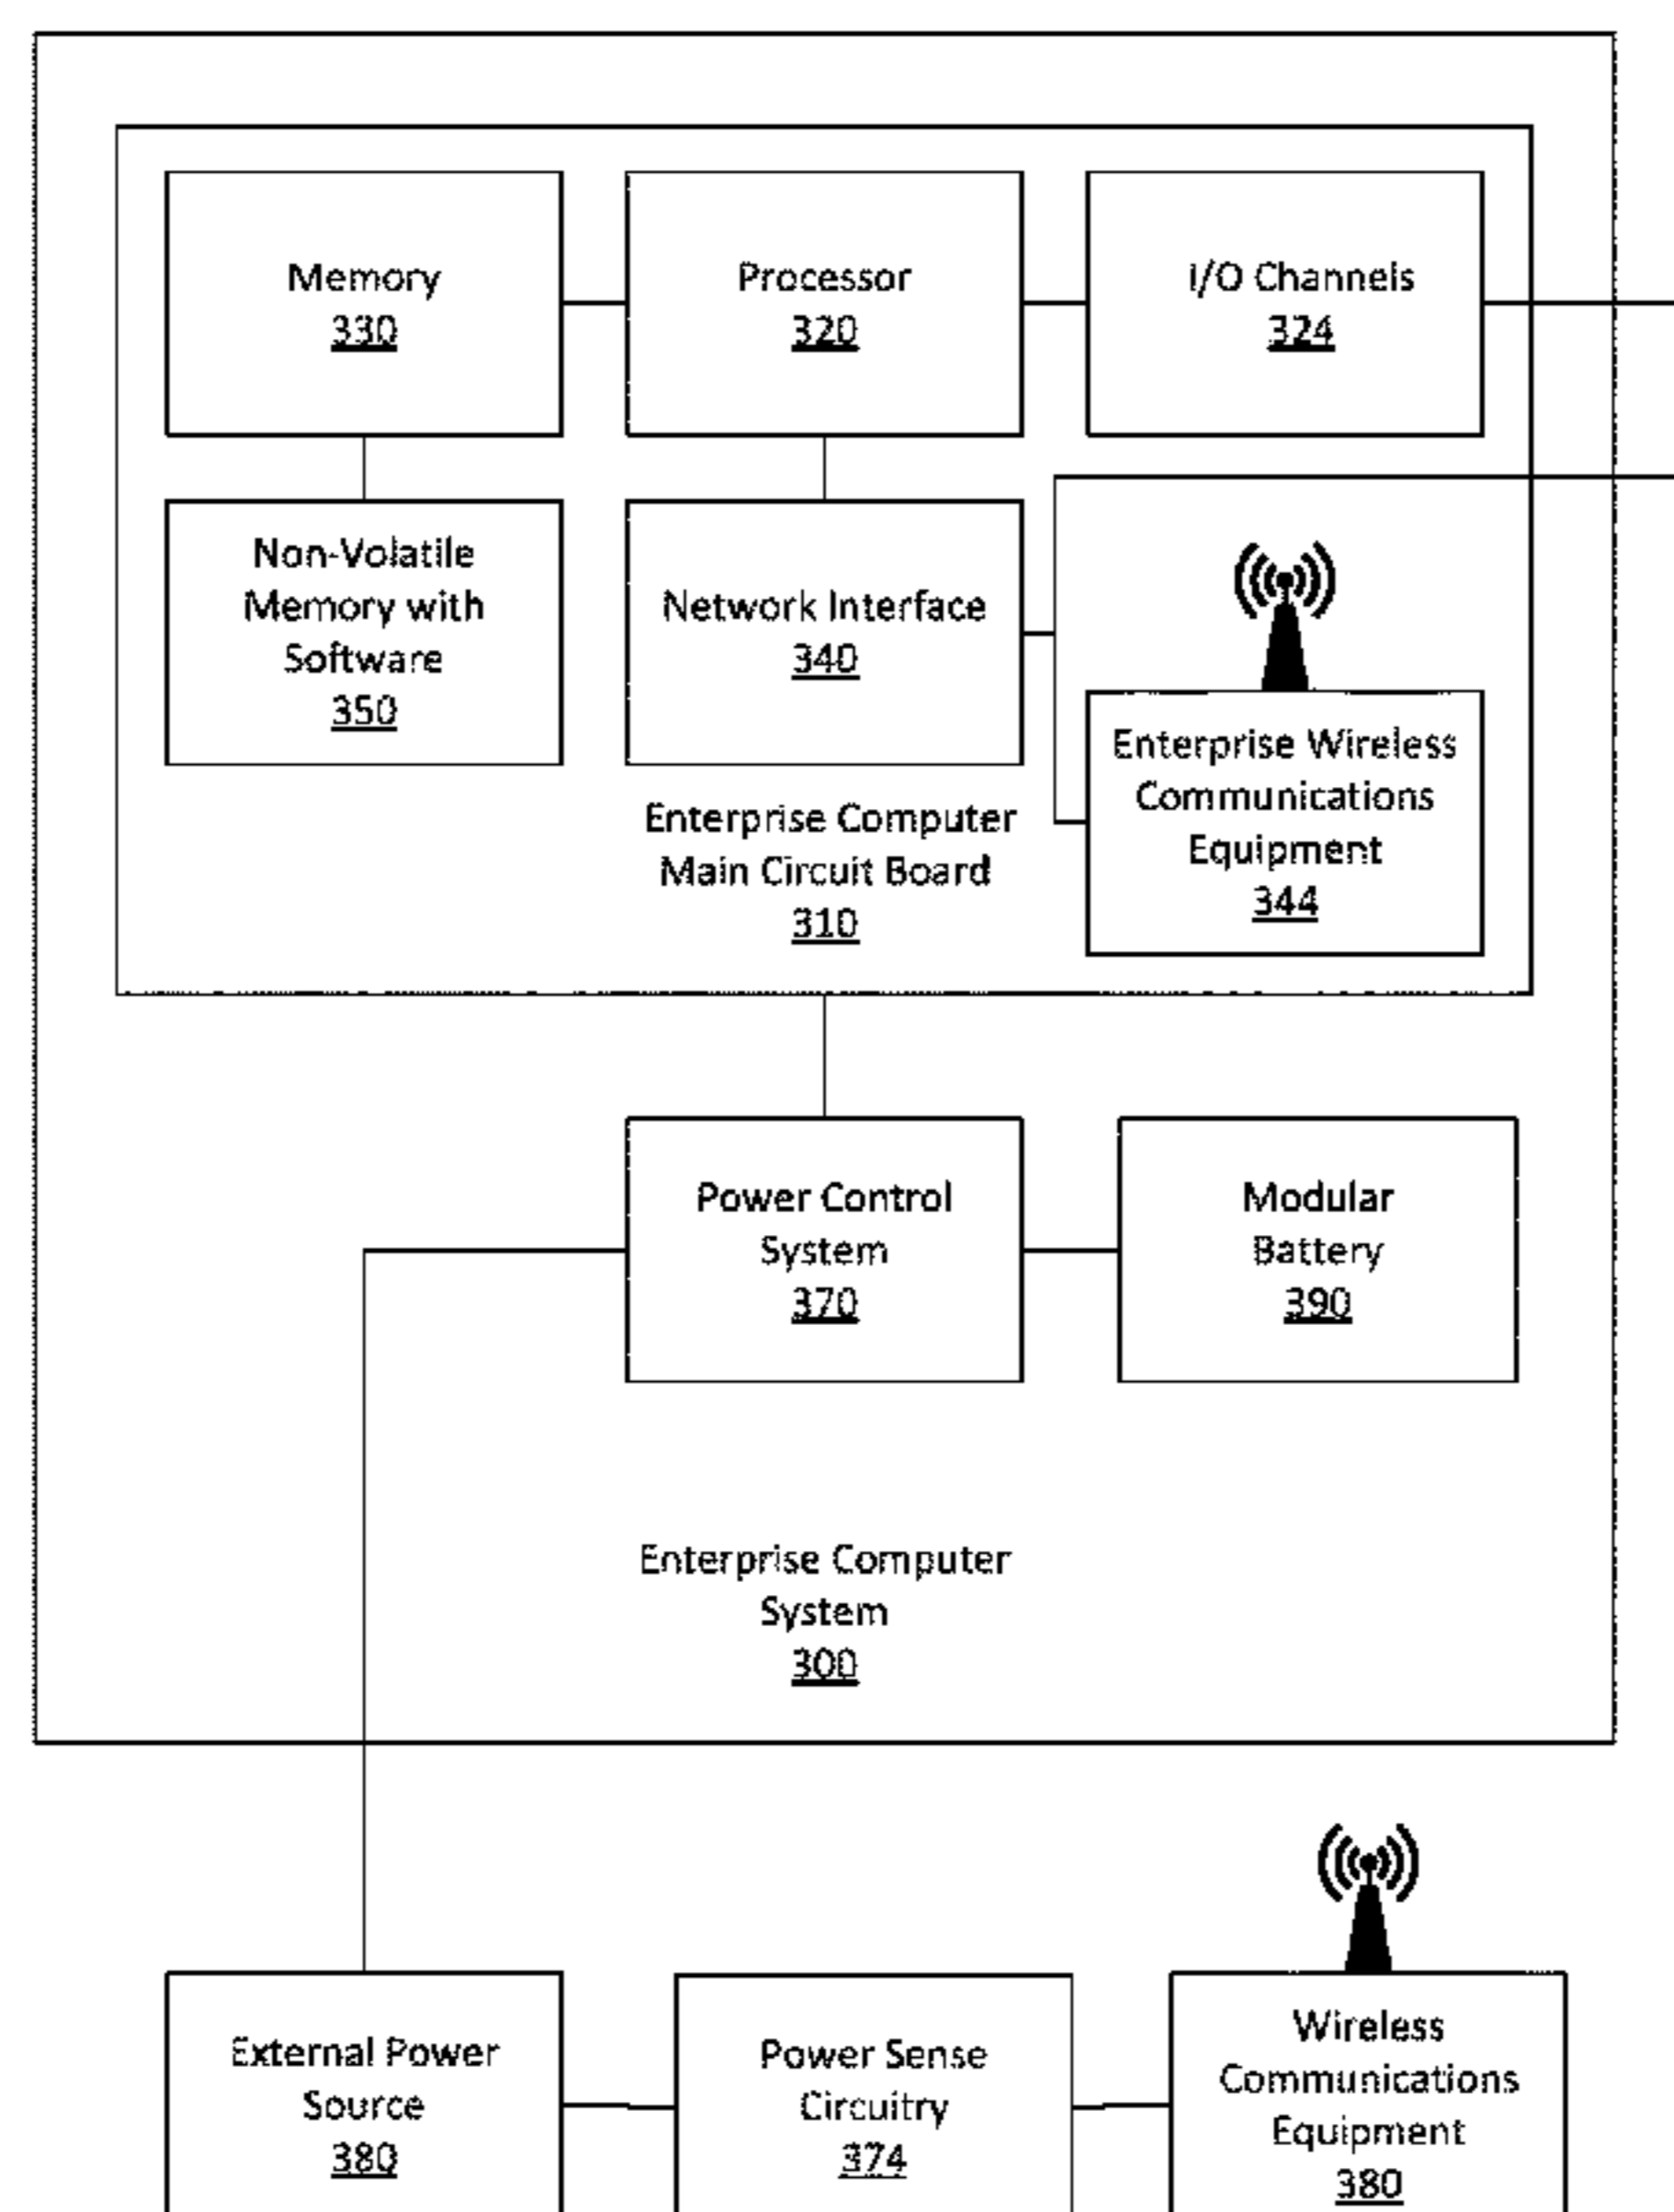 Memory
330
Processor
320
I/O Channels
324
Non-Volatile
Memory with
Software
350
Network Interface
340
Enterprise Wireless
Communications
Equipment
344
Enterprise Computer
Main Circuit Board
310
Power Control
System
370
Modular
Battery
390
Enterprise Computer
System
300
External Power
Source
380
Power Sense
Circuitry
374
Wireless
Communications
Equipment
380